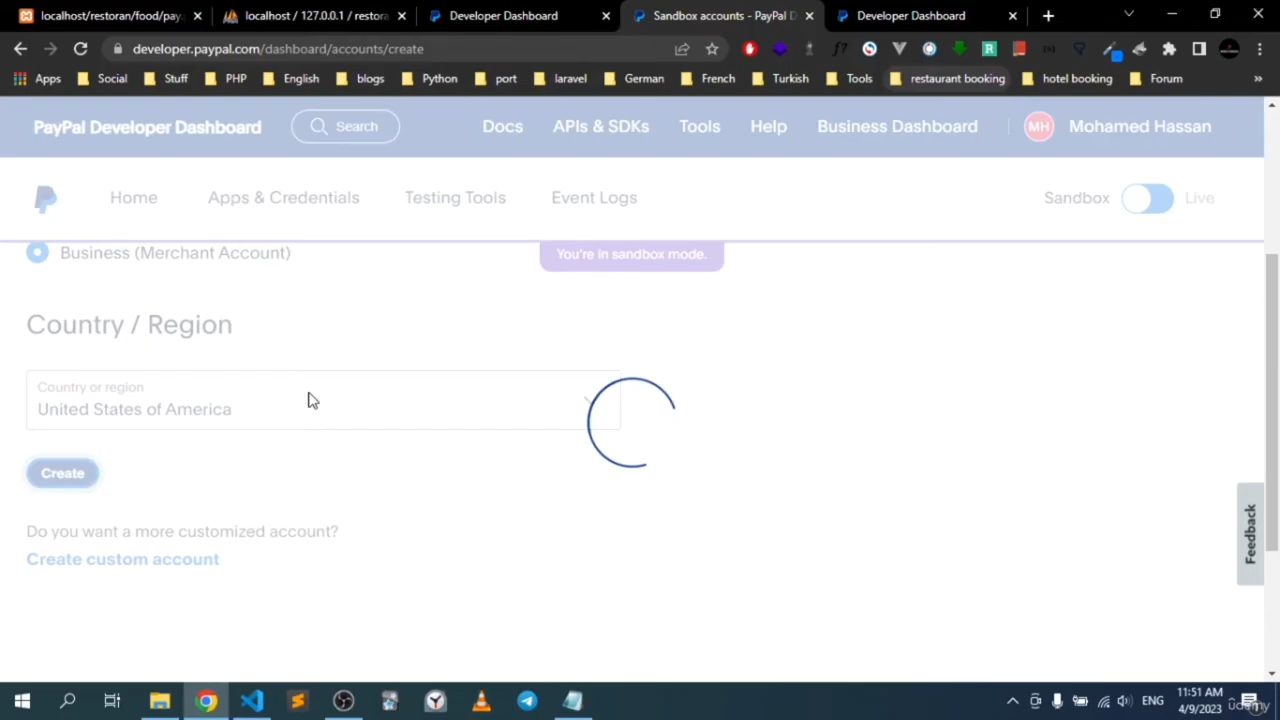 localhost/restoran/food/pay.
localhost / 127.0.0.1 / restora
Developer Dashboard
Sandbox accounts - PayPal D
Developer Dashboard
developer.paypal.com/dashboard/accounts/create
Apps
Social
Stuff
PHP
English
blogs
Python
port
laravel
German
French
Turkish
Tools
restaurant booking
hotel booking
Forum
»
PayPal Developer Dashboard
Search
Docs
APIs & SDKs
Tools
Help
Business Dashboard
MH
Mohamed Hassan
Home
Apps & Credentials
Testing Tools
Event Logs
Sandbox
Live
Business (Merchant Account)
You're in sandbox mode.
Country / Region
Country or region
United States of America
Create
Do you want a more customized account?
Create custom account
Feedback
ENG
11:51 AM
4/9/2023
udemy